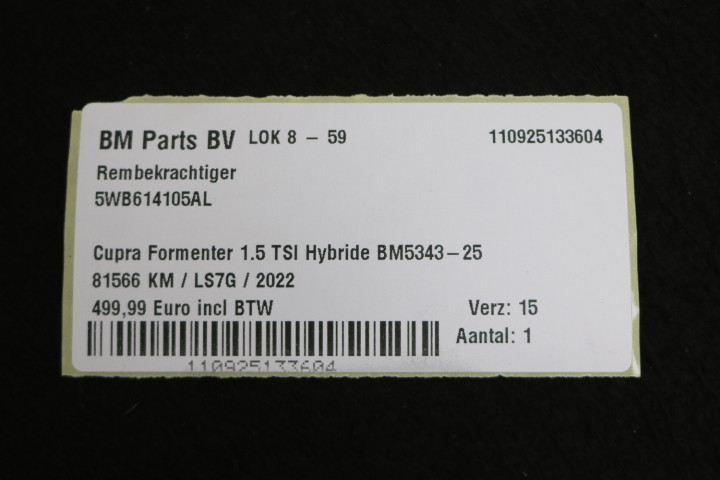 BM Parts BV LOK 8 – 59 110925133604
Rembekrachtiger
5WB614105AL
Cupra Formenter 1.5 TSI Hybride BM5343–25
81566 KM / LS7G / 2022
499,99 Euro incl BTW Verz: 15
Aantal: 1
110925133604